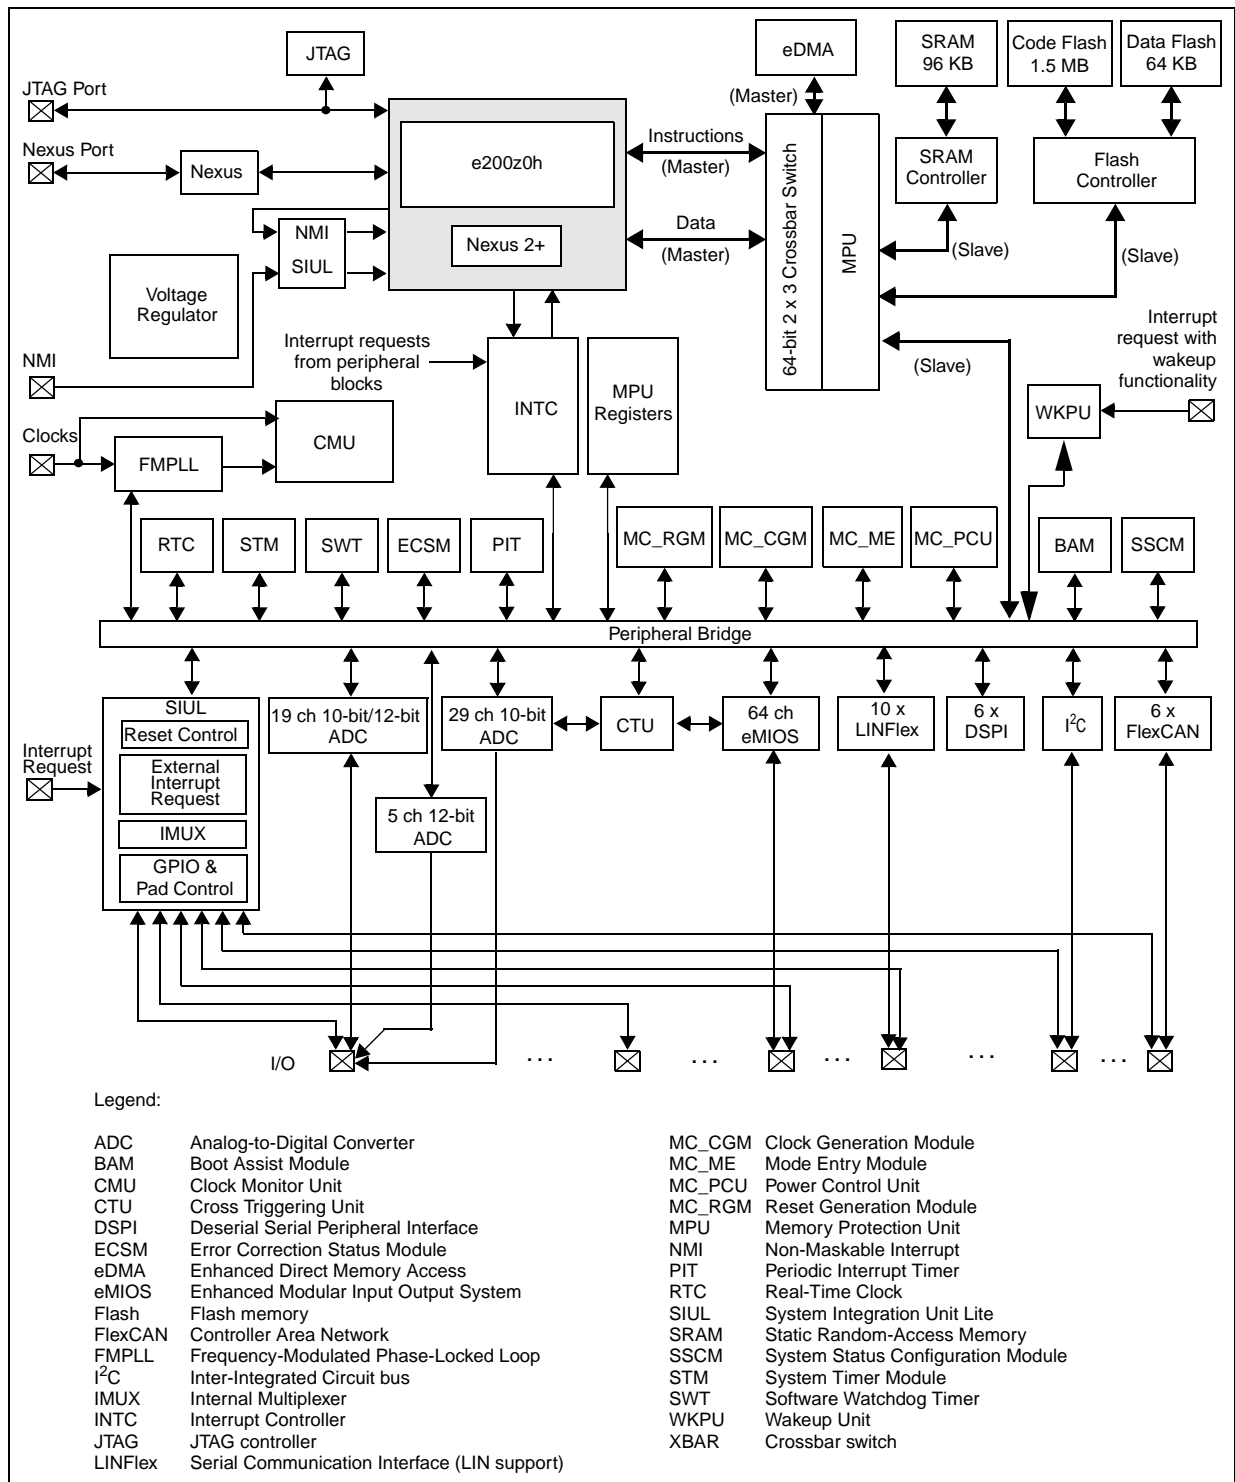 JTAG
eDMA
SRAM
96 KB
Code Flash
1.5 MB
Data Flash
64 KB
JTAG Port
(Master)
Nexus Port
Nexus
e200z0h
Instructions
(Master)
64-bit 2 x 3 Crossbar Switch
MPU
SRAM
Controller
Flash
Controller
NMI
SIUL
Nexus 2+
Data
(Master)
(Slave)
(Slave)
Voltage
Regulator
NMI
Interrupt requests
from peripheral
blocks
INTC
MPU
Registers
(Slave)
Interrupt
request with
wakeup
functionality
WKPU
Clocks
FMPLL
CMU
RTC
STM
SWT
ECSM
PIT
MC_RGM
MC_CGM
MC_ME
MC_PCU
BAM
SSCM
Peripheral Bridge
SIUL
Reset Control
External
Interrupt
Request
IMUX
GPIO &
Pad Control
Interrupt
Request
19 ch 10-bit/12-bit
ADC
29 ch 10-bit
ADC
5 ch 12-bit
ADC
CTU
64 ch
eMIOS
10 x
LINFlex
6 x
DSPI
I2C
6 x
FlexCAN
I/O
. . .
. . .
. . .
. . .
. . .
Legend:
ADC Analog-to-Digital Converter
BAM Boot Assist Module
CMU Clock Monitor Unit
CTU Cross Triggering Unit
DSPI Deserial Serial Peripheral Interface
ECSM Error Correction Status Module
eDMA Enhanced Direct Memory Access
eMIOS Enhanced Modular Input Output System
Flash Flash memory
FlexCAN Controller Area Network
FMPLL Frequency-Modulated Phase-Locked Loop
I2C Inter-Integrated Circuit bus
IMUX Internal Multiplexer
INTC Interrupt Controller
JTAG JTAG controller
LINFlex Serial Communication Interface (LIN support)
MC_CGM Clock Generation Module
MC_ME Mode Entry Module
MC_PCU Power Control Unit
MC_RGM Reset Generation Module
MPU Memory Protection Unit
NMI Non-Maskable Interrupt
PIT Periodic Interrupt Timer
RTC Real-Time Clock
SIUL System Integration Unit Lite
SRAM Static Random-Access Memory
SSCM System Status Configuration Module
STM System Timer Module
SWT Software Watchdog Timer
WKPU Wakeup Unit
XBAR Crossbar switch